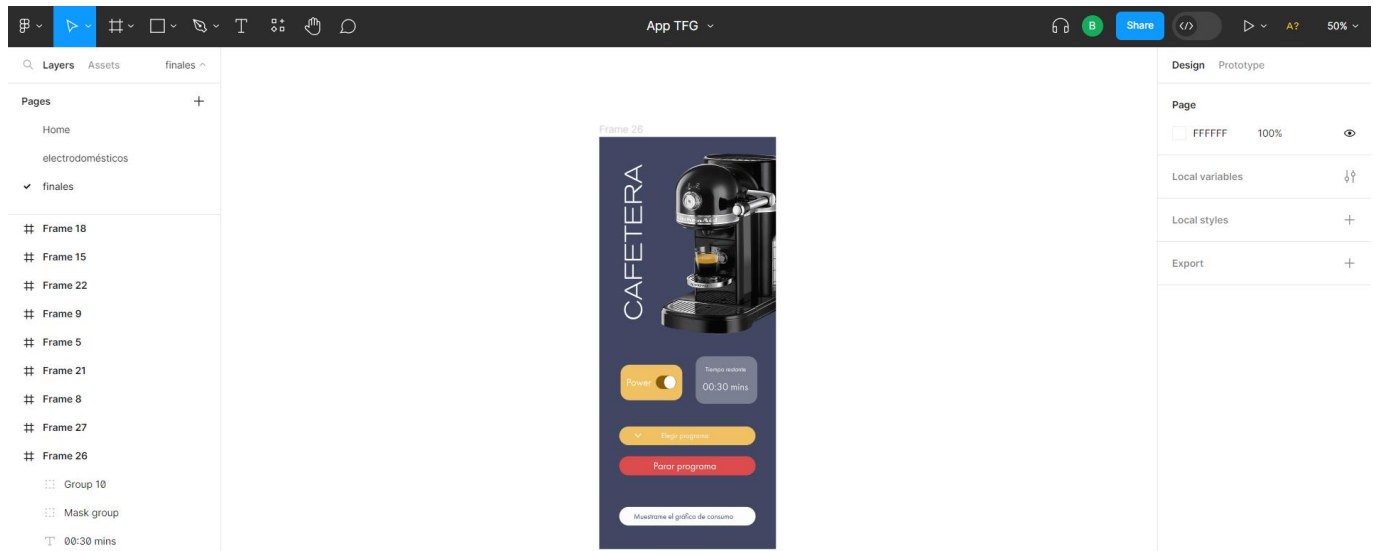 App TFG
B
Share
</>
A?
50%
Layers Assets finales
Design Prototype
Pages
Page
Home
FFFFFF 100%
electrodomésticos
finales
Local variables
Local styles
Export
Frame 18
Frame 15
Frame 22
Frame 9
Frame 5
Frame 21
Frame 8
Frame 27
Frame 26
Group 10
Mask group
00:30 mins
Frame 26
CAFETERA
Power
Tiempo restante
00:30 mins
Elegir programa
Parar programa
Muestrame el gráfico de consumo